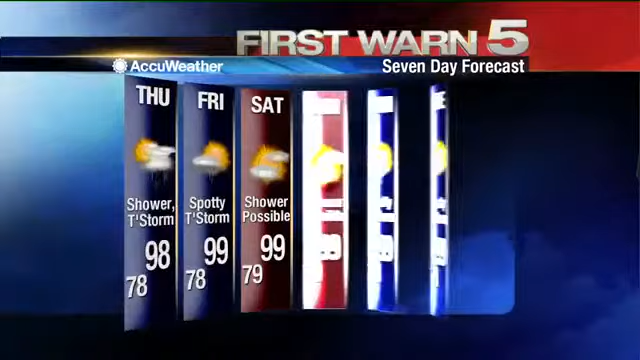 FIRST WARN 5
AccuWeather
Seven Day Forecast
THU
FRI
SAT
Shower,
T'Storm
Spotty
T'Storm
Shower
Possible
98
99
99
78
78
79